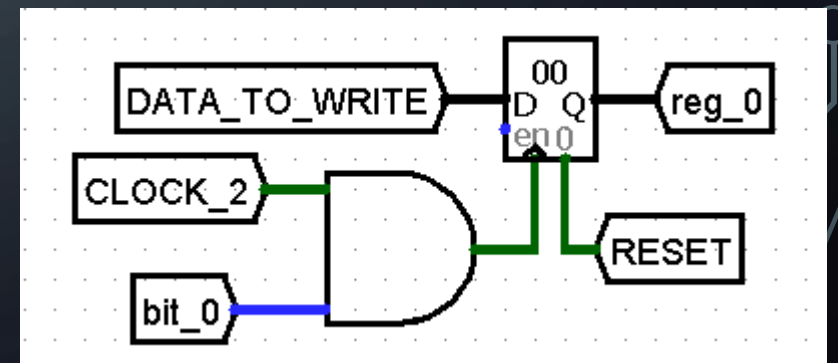 00
DATA_TO_WRITE
D Q
reg_0
en 0
CLOCK_2
RESET
bit_0